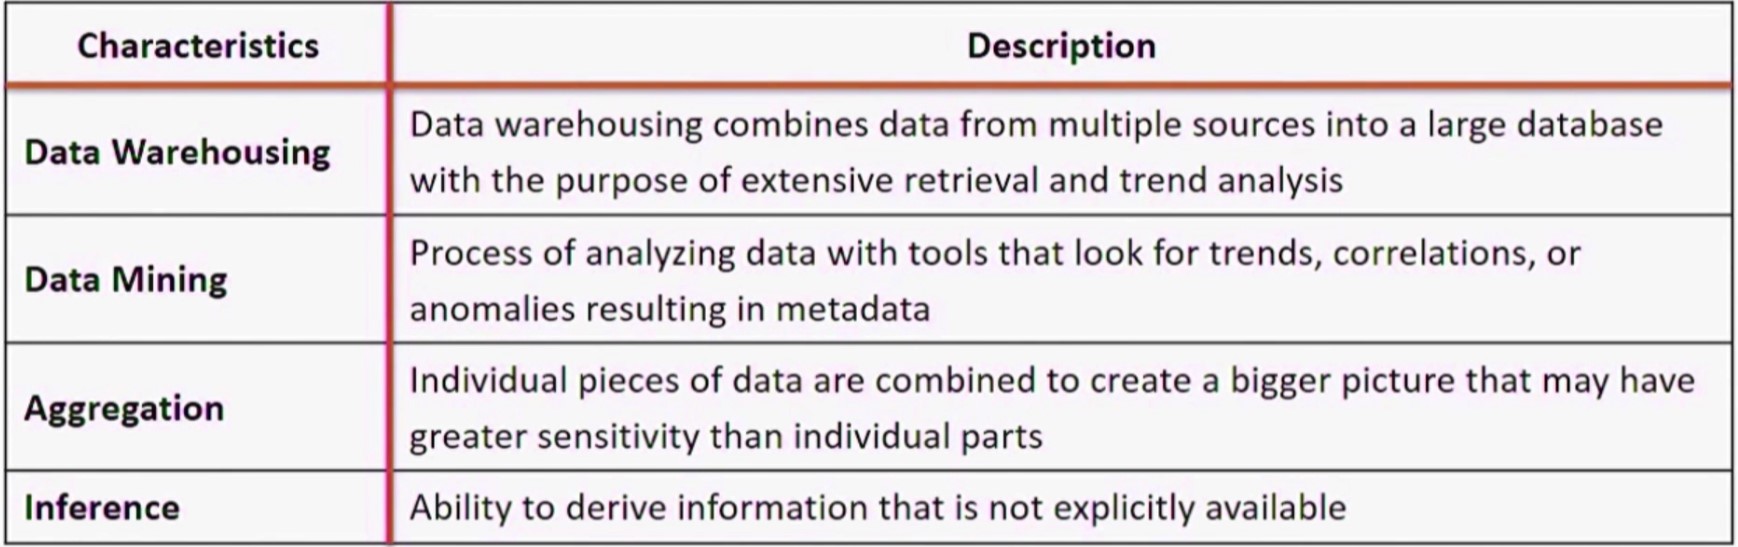 Characteristics
Description
Data Warehousing
Data warehousing combines data from multiple sources into a large database
with the purpose of extensive retrieval and trend analysis
Data Mining
Process of analyzing data with tools that look for trends, correlations, or
anomalies resulting in metadata
Aggregation
Individual pieces of data are combined to create a bigger picture that may have
greater sensitivity than individual parts
Inference
Ability to derive information that is not explicitly available